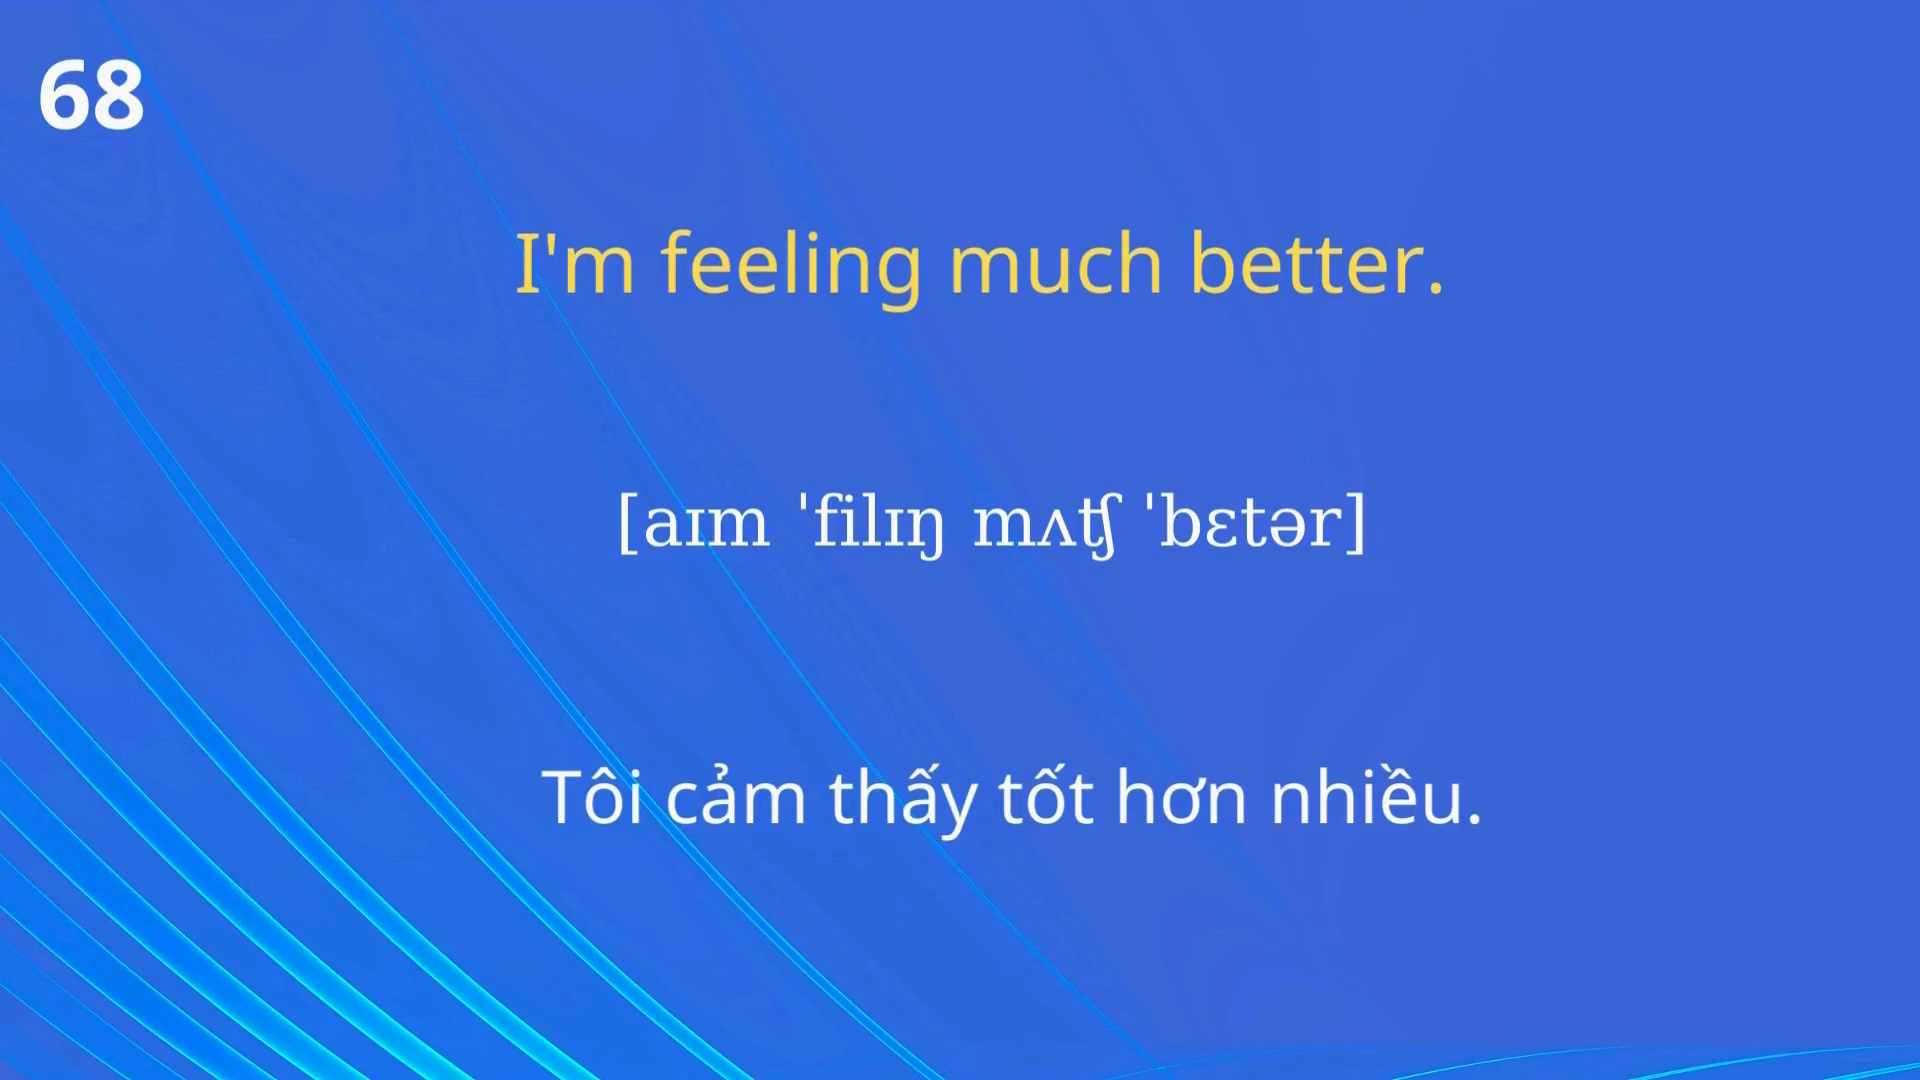 68
I'm feeling much better.
[aɪm ˈfilɪŋ mʌʧ ˈbɛtər]
Tôi cảm thấy tốt hơn nhiều.